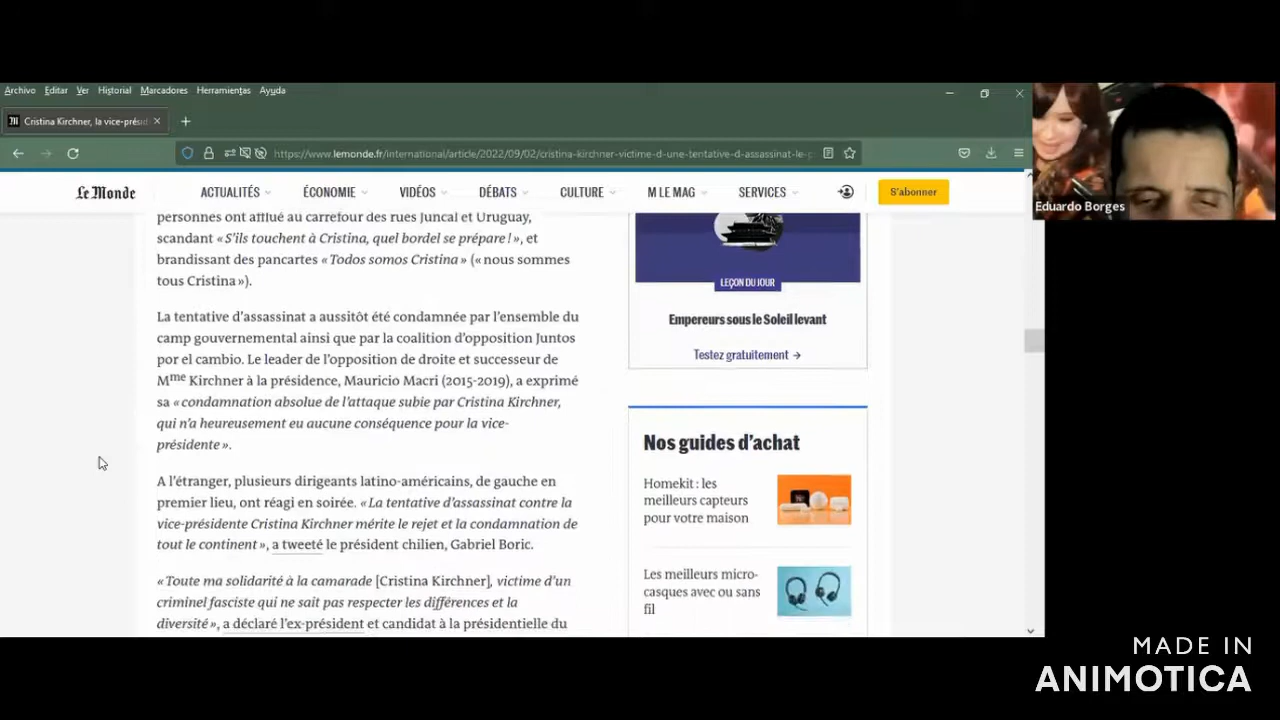 Archivo Editar Ver Historial Marcadores Herramientas Ayuda
Cristina Kirchner, la vice-présid
https://www.lemonde.fr/international/article/2022/09/02/cristina-kirchner-victime-d-une-tentative-d-assassinat-le-p
Le Monde ACTUALITÉS ÉCONOMIE VIDÉOS DÉBATS CULTURE M LE MAG SERVICES S'abonner
personnes ont afflué au carrefour des rues Juncal et Uruguay,
scandant « S'ils touchent à Cristina, quel bordel se prépare ! », et
brandissant des pancartes « Todos somos Cristina » (« nous sommes
tous Cristina »).
La tentative d'assassinat a aussitôt été condamnée par l'ensemble du
camp gouvernemental ainsi que par la coalition d'opposition Juntos
por el cambio. Le leader de l'opposition de droite et successeur de
Mme Kirchner à la présidence, Mauricio Macri (2015-2019), a exprimé
sa « condamnation absolue de l'attaque subie par Cristina Kirchner,
qui n'a heureusement eu aucune conséquence pour la vice-
présidente ».
A l'étranger, plusieurs dirigeants latino-américains, de gauche en
premier lieu, ont réagi en soirée. « La tentative d'assassinat contre la
vice-présidente Cristina Kirchner mérite le rejet et la condamnation de
tout le continent », a tweeté le président chilien, Gabriel Boric.
« Toute ma solidarité à la camarade [Cristina Kirchner], victime d'un
criminel fasciste qui ne sait pas respecter les différences et la
diversité », a déclaré l'ex-président et candidat à la présidentielle du
LEÇON DU JOUR
Empereurs sous le Soleil levant
Testez gratuitement →
Nos guides d'achat
Homekit : les
meilleurs capteurs
pour votre maison
Les meilleurs micro-
casques avec ou sans
fil
Eduardo Borges
MADE IN
ANIMOTICA